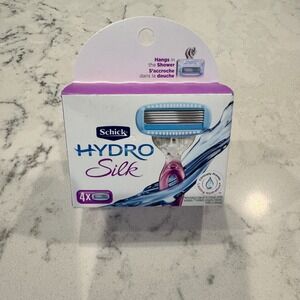 Hangs in
the Shower
S'accroche
dans la douche
Schick
HYDRO
Silk
4X